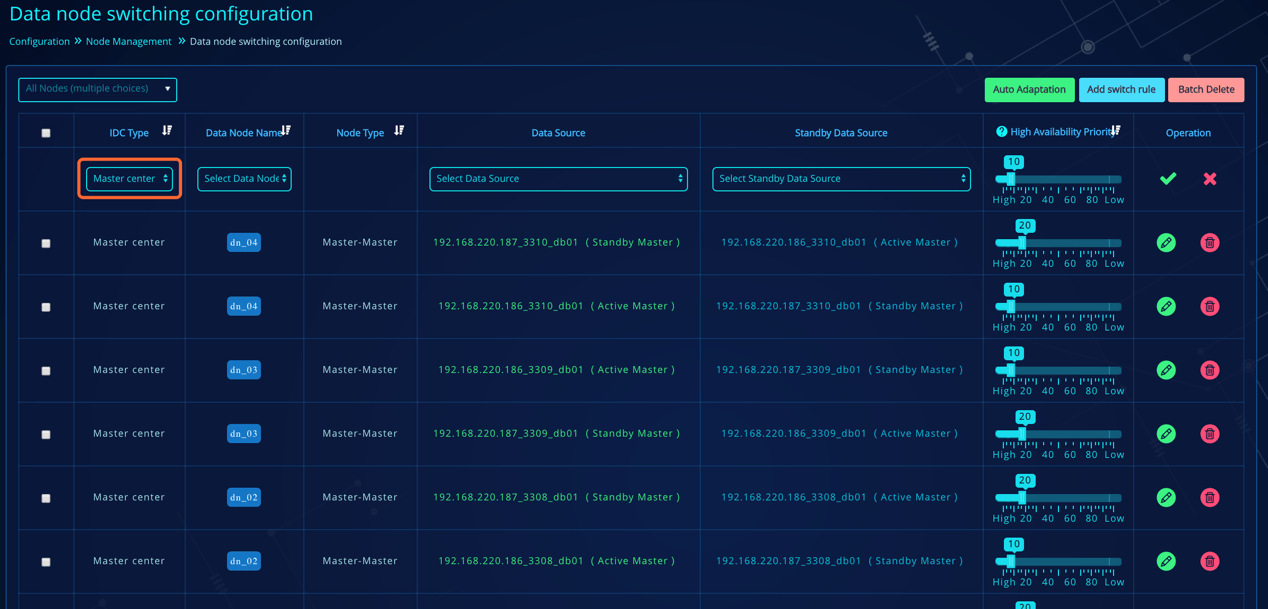 Data node switching configuration
Configuration » Node Management » Data node switching configuration
All Nodes (multiple choices)
Auto Adaptation Add switch rule Batch Delete
IDC Type Data Node Name Node Type Data Source Standby Data Source High Availability Priorit Operation
10
Master center Select Data Node Select Data Source Select Standby Data Source
High 20 40 60 80 Low
20
Master center dn_04 Master-Master 192.168.220.187_3310_db01 ( Standby Master ) 192.168.220.186_3310_db01 ( Active Master )
High 20 40 60 80 Low
10
Master center dn_04 Master-Master 192.168.220.186_3310_db01 ( Active Master ) 192.168.220.187_3310_db01 ( Standby Master )
High 20 40 60 80 Low
10
Master center dn_03 Master-Master 192.168.220.186_3309_db01 ( Active Master ) 192.168.220.187_3309_db01 ( Standby Master )
High 20 40 60 80 Low
20
Master center dn_03 Master-Master 192.168.220.187_3309_db01 ( Standby Master ) 192.168.220.186_3309_db01 ( Active Master )
High 20 40 60 80 Low
20
Master center dn_02 Master-Master 192.168.220.187_3308_db01 ( Standby Master ) 192.168.220.186_3308_db01 ( Active Master )
High 20 40 60 80 Low
10
Master center dn_02 Master-Master 192.168.220.186_3308_db01 ( Active Master ) 192.168.220.187_3308_db01 ( Standby Master )
High 20 40 60 80 Low
20